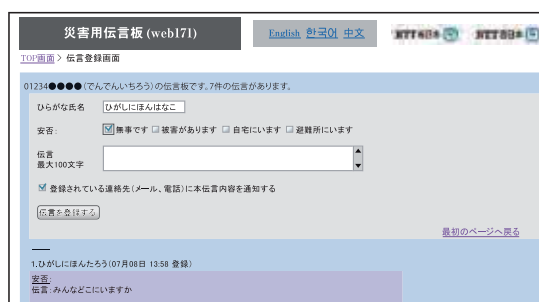 災害用伝言板(web171)
English 한국어 中文
TOP画面 > 伝言登録画面
01234●●●●(でんでんいちろう)の伝言板です。7件の伝言があります。
ひらがな氏名 ひがしにほんはなこ
安否: 無事です 被害があります 自宅にいます 避難所にいます
伝言
最大100文字
登録されている連絡先(メール、電話)に本伝言内容を通知する
伝言を登録する
最初のページへ戻る
1.ひがしにほんたろう(07月08日 13:58 登録)
安否:
伝言:みんなどこにいますか